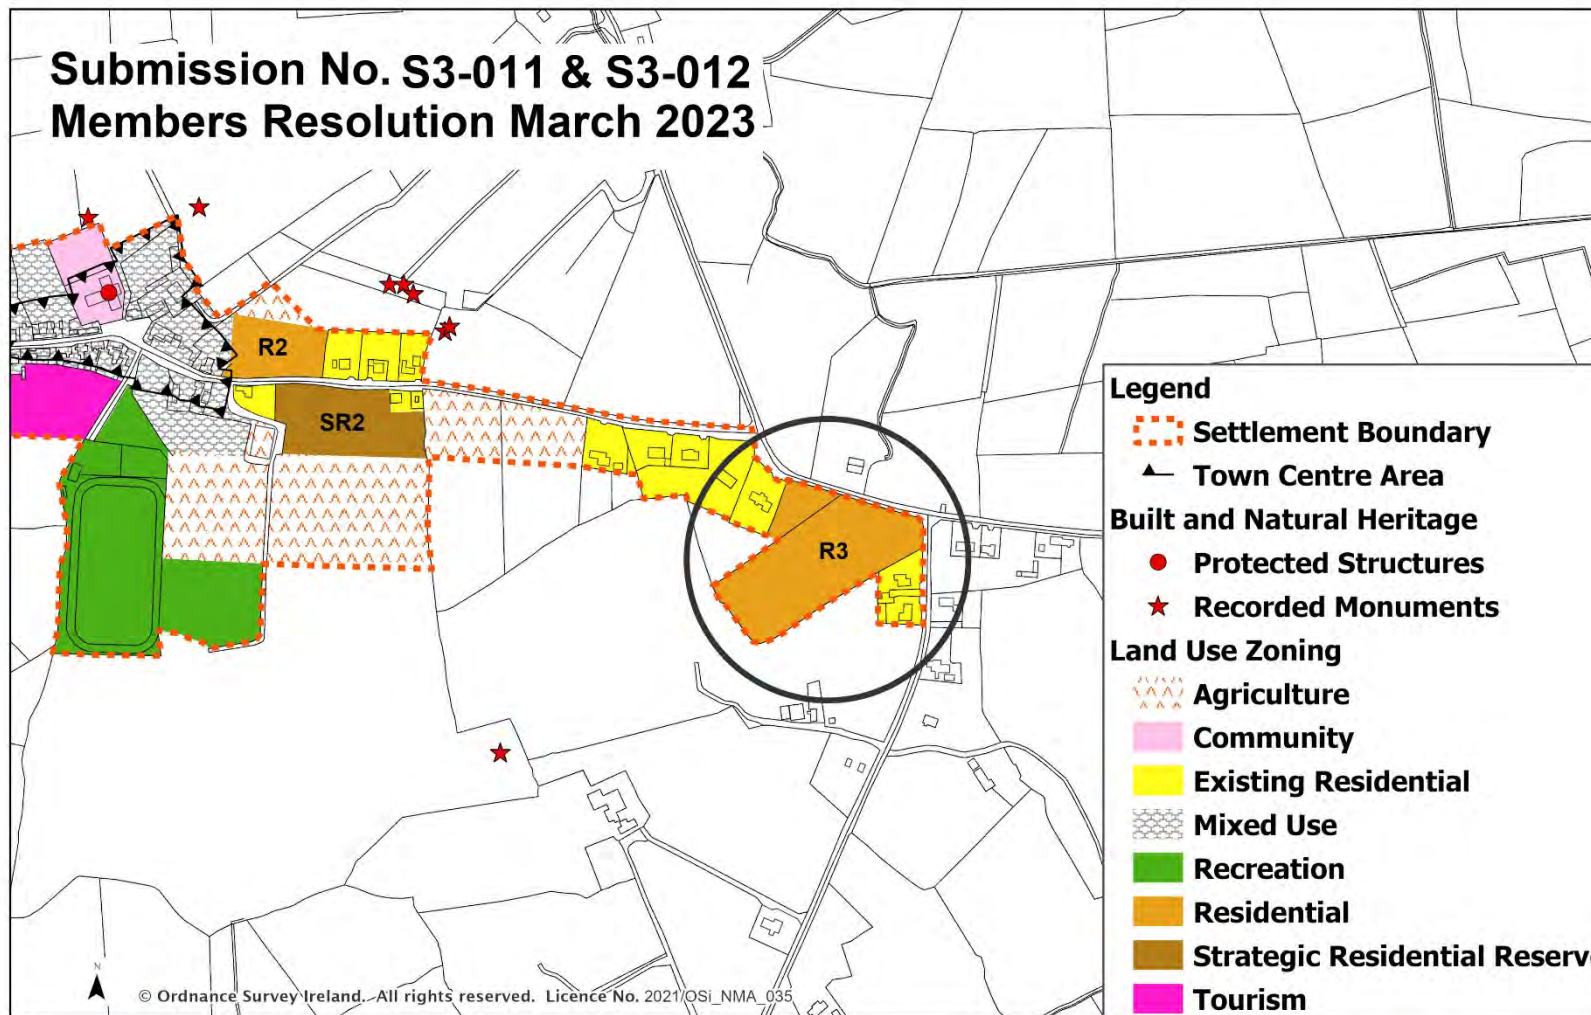 Submission No. S3-011 & S3-012
Members Resolution March 2023
R2
SR2
R3
Legend
Settlement Boundary
Town Centre Area
Built and Natural Heritage
Protected Structures
Recorded Monuments
Land Use Zoning
Agriculture
Community
Existing Residential
Mixed Use
Recreation
Residential
Strategic Residential Reserve
Tourism
N
© Ordnance Survey Ireland. All rights reserved. Licence No. 2021/OSi_NMA_035